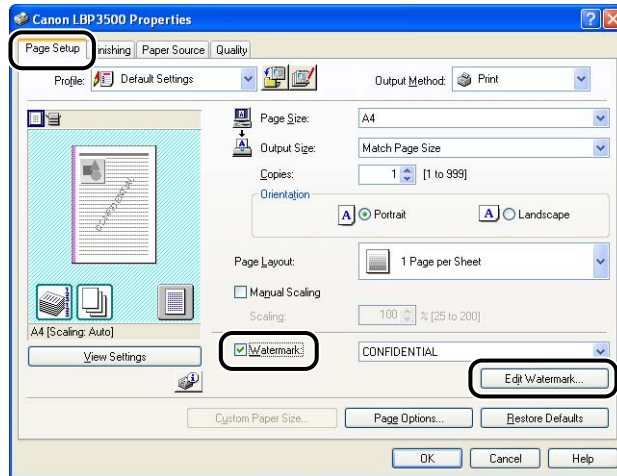 Canon LBP3500 Properties
Page Setup Finishing Paper Source Quality
Profile: Default Settings Output Method: Print
Page Size: A4
Output Size: Match Page Size
Copies: 1 [1 to 999]
Orientation
A Portrait A Landscape
CONFIDENTIAL
Page Layout: 1 Page per Sheet
Manual Scaling
Scaling: 100 % [25 to 200]
A4 [Scaling: Auto]
View Settings
Watermark: CONFIDENTIAL
Edit Watermark...
Custom Paper Size... Page Options... Restore Defaults
OK Cancel Help